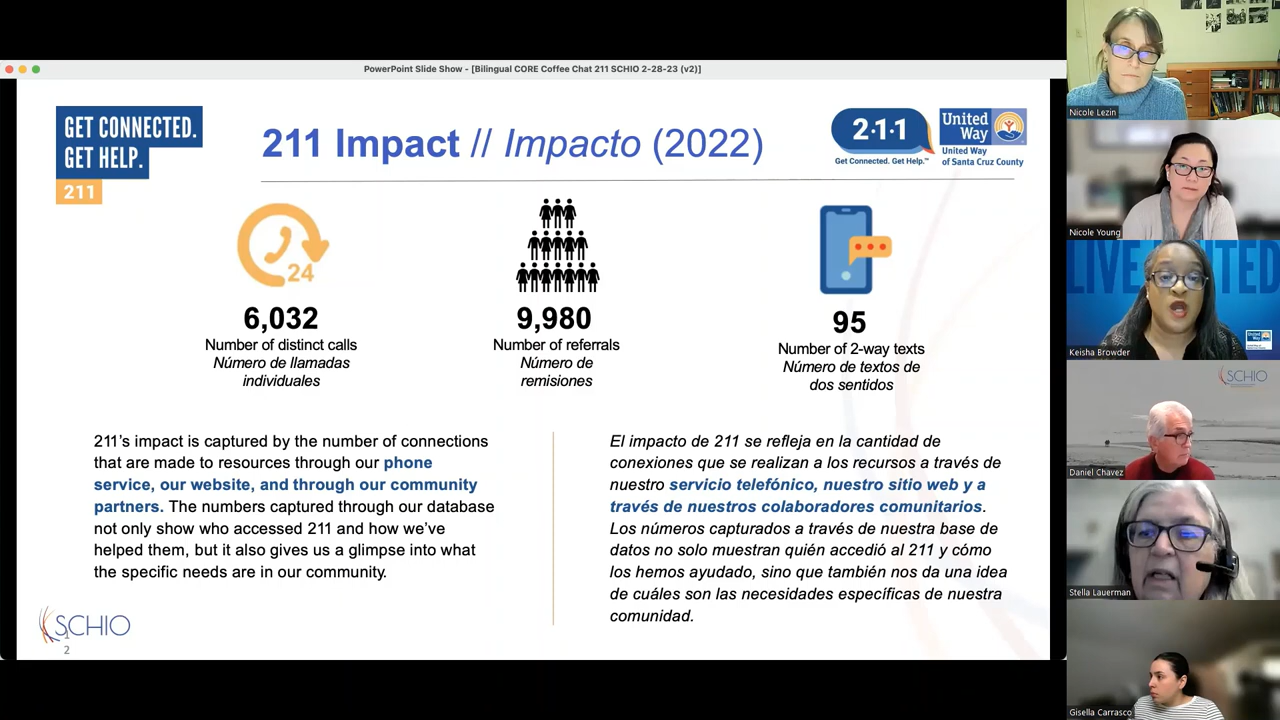 PowerPoint Slide Show - [Bilingual CORE Coffee Chat 211 SCHIO 2-28-23 (v2)]
GET CONNECTED.
GET HELP.
211
211 Impact // Impacto (2022)
2·1·1
Get Connected. Get Help.™
United
Way
United Way
of Santa Cruz County
24
6,032
Number of distinct calls
Número de llamadas
individuales
9,980
Number of referrals
Número de
remisiones
95
Number of 2-way texts
Número de textos de
dos sentidos
211's impact is captured by the number of connections
that are made to resources through our phone
service, our website, and through our community
partners. The numbers captured through our database
not only show who accessed 211 and how we've
helped them, but it also gives us a glimpse into what
the specific needs are in our community.
El impacto de 211 se refleja en la cantidad de
conexiones que se realizan a los recursos a través de
nuestro servicio telefónico, nuestro sitio web y a
través de nuestros colaboradores comunitarios.
Los números capturados a través de nuestra base de
datos no solo muestran quién accedió al 211 y cómo
los hemos ayudado, sino que también nos da una idea
de cuáles son las necesidades específicas de nuestra
comunidad.
SCHIO
1
2
Nicole Lezin
Nicole Young
LIVE UNITED
Keisha Browder
SCHIO
Daniel Chavez
Stella Lauerman
Gisella Carrasco